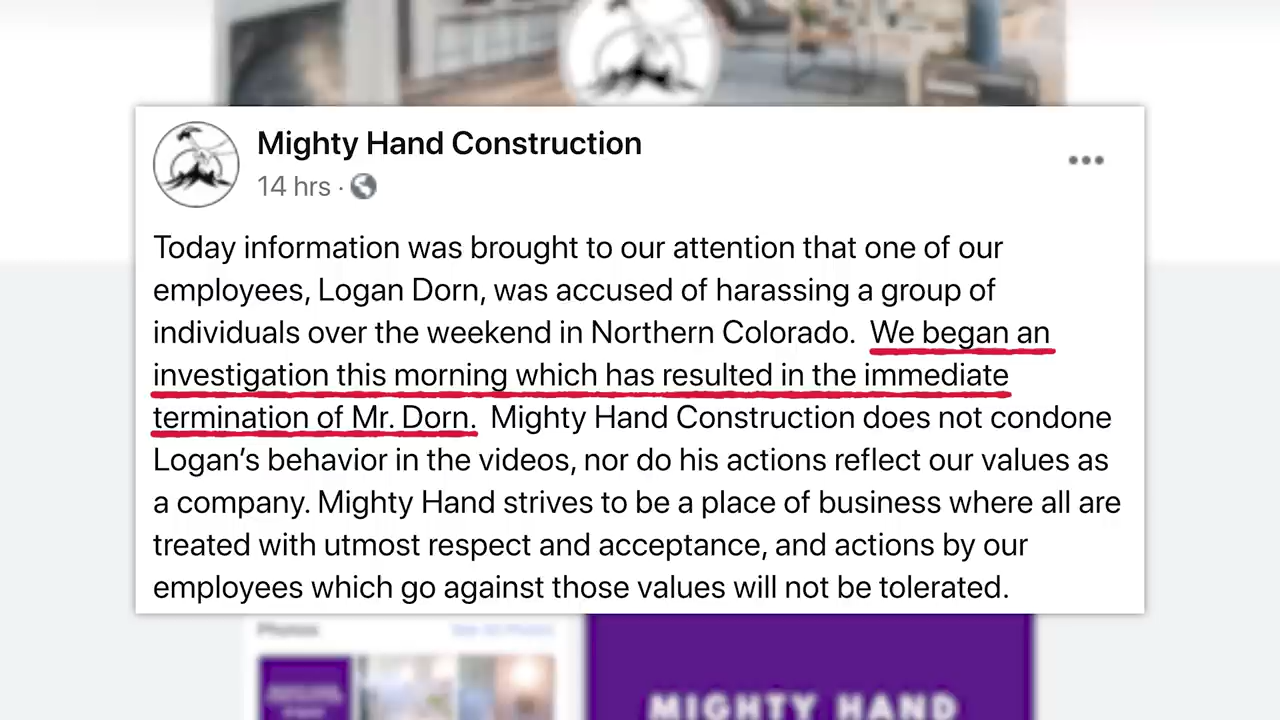 Mighty Hand Construction
14 hrs ·
Today information was brought to our attention that one of our
employees, Logan Dorn, was accused of harassing a group of
individuals over the weekend in Northern Colorado. We began an
investigation this morning which has resulted in the immediate
termination of Mr. Dorn. Mighty Hand Construction does not condone
Logan’s behavior in the videos, nor do his actions reflect our values as
a company. Mighty Hand strives to be a place of business where all are
treated with utmost respect and acceptance, and actions by our
employees which go against those values will not be tolerated.
Photos See All Photos
MIGHTY HAND